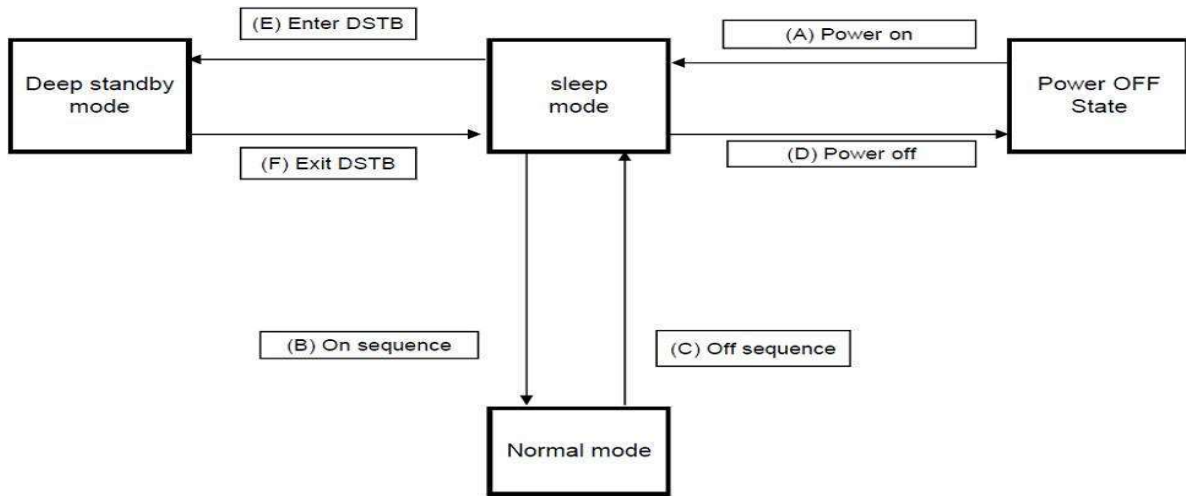 (E) Enter DSTB
(A) Power on
Deep standby
mode
sleep
mode
Power OFF
State
(F) Exit DSTB
(D) Power off
(B) On sequence
(C) Off sequence
Normal mode